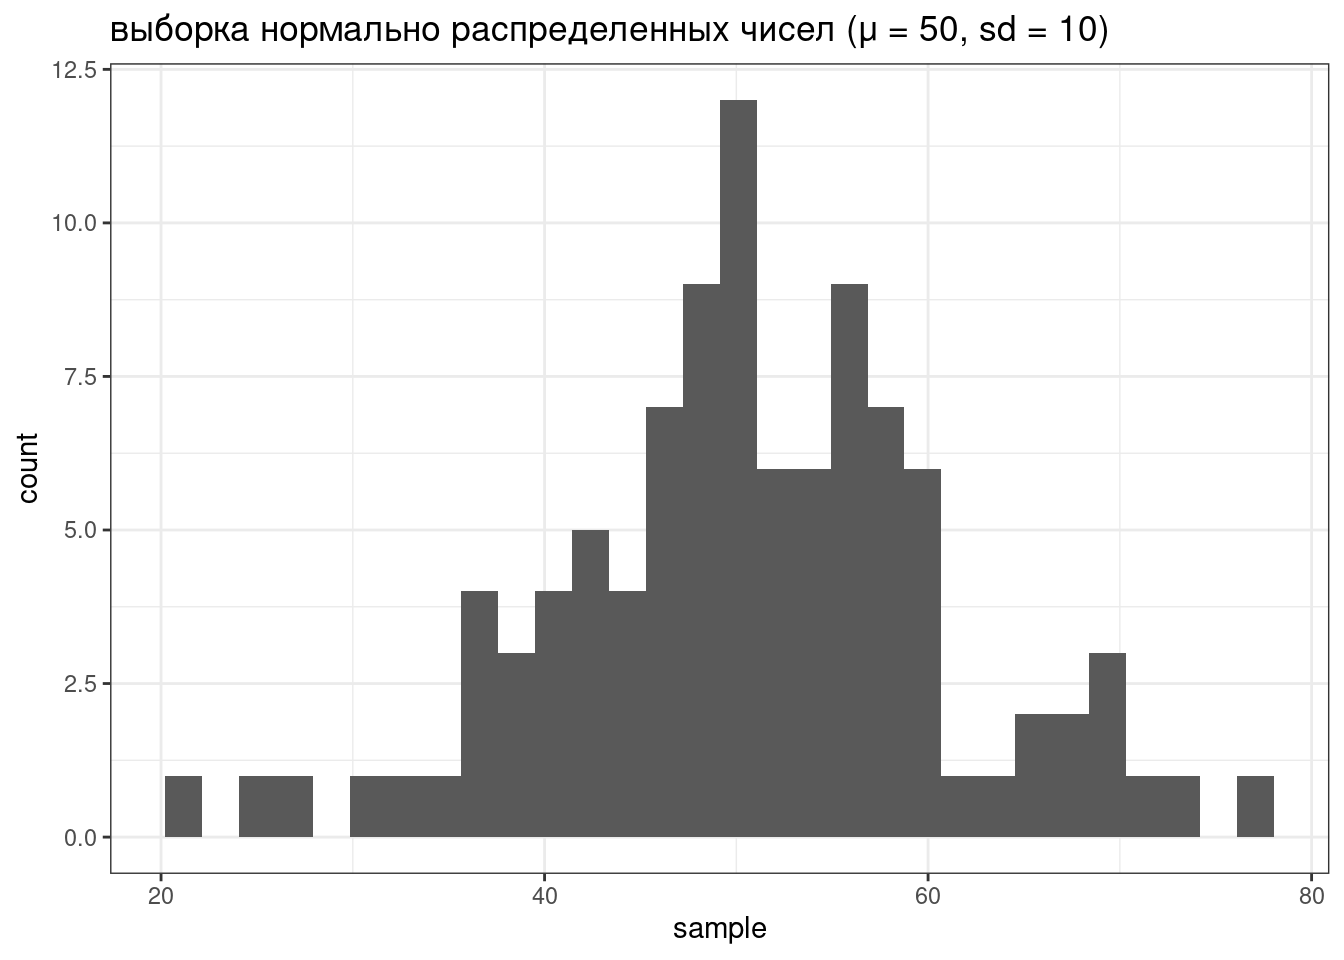 выборка нормально распределенных чисел (μ = 50, sd = 10)
12.5
10.0
7.5
5.0
2.5
0.0
count
20 40 60 80
sample